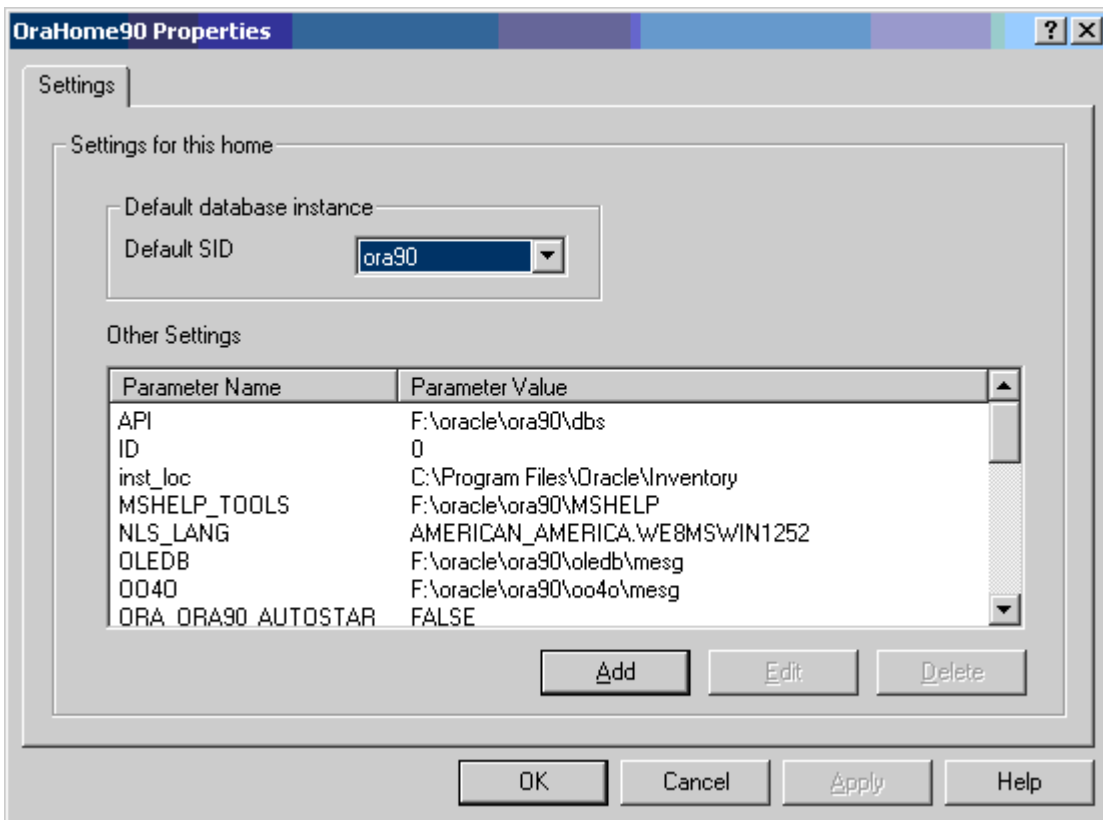 OraHome90 Properties
Settings
Settings for this home
Default database instance
Default SID ora90
Other Settings
Parameter Name Parameter Value
API F:\oracle\ora90\dbs
ID 0
inst_loc C:\Program Files\Oracle\Inventory
MSHELP_TOOLS F:\oracle\ora90\MSHELP
NLS_LANG AMERICAN_AMERICA.WE8MSWIN1252
OLEDB F:\oracle\ora90\oledb\mesg
OO4O F:\oracle\ora90\oo4o\mesg
ORA_ORA90_AUTOSTAR FALSE
Add Edit Delete
OK Cancel Apply Help